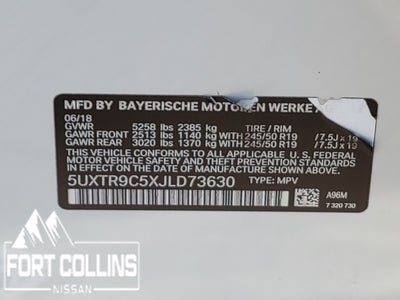 MFD BY BAYERISCHE MOTOREN WERKE
06/18
GVWR 5258 lbs 2385 kg TIRE / RIM
GAWR FRONT 2513 lbs 1140 kg WITH 245/50 R19 / 7.5J x 19
GAWR REAR 3020 lbs 1370 kg WITH 245/50 R19 / 7.5J x 19
THIS VEHICLE CONFORMS TO ALL APPLICABLE U.S. FEDERAL
MOTOR VEHICLE SAFETY, BUMPER AND THEFT PREVENTION
STANDARDS IN EFFECT ON THE DATE OF MANUFACTURE SHOWN ABOVE.
5UXTR9C5XJLD73630 TYPE: MPV
A96M
7 320 730
FORT COLLINS
NISSAN